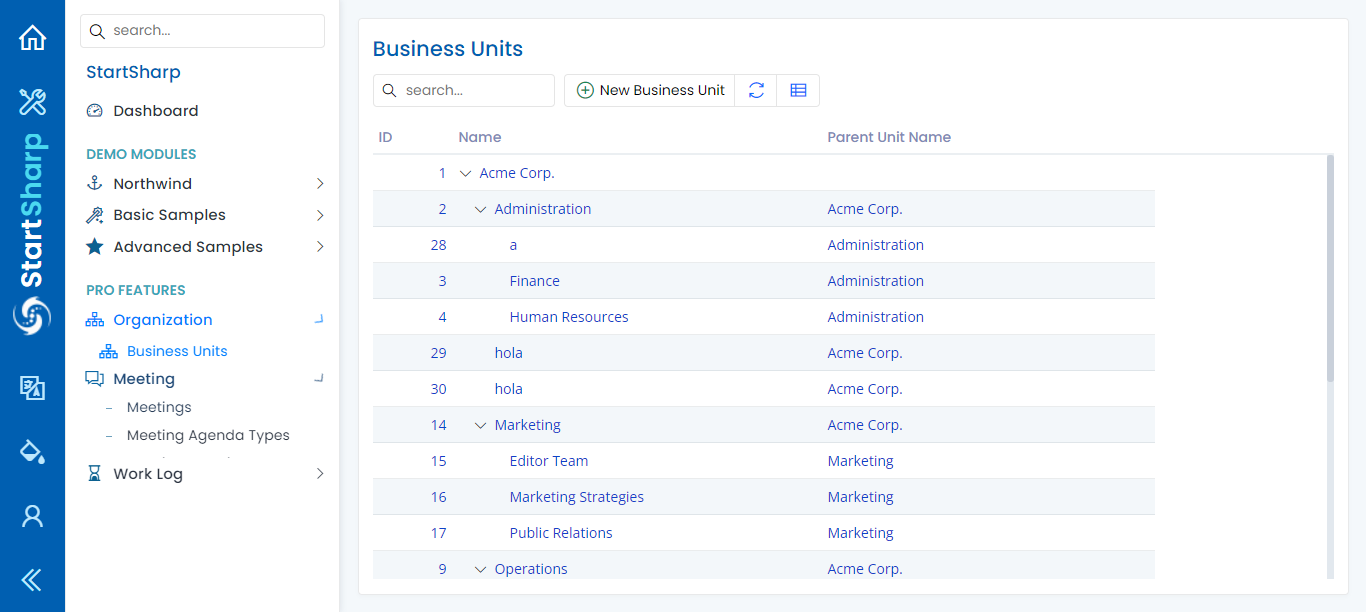 StartSharp
search...
StartSharp
Dashboard
DEMO MODULES
Northwind
Basic Samples
Advanced Samples
PRO FEATURES
Organization
Business Units
Meeting
Meetings
Meeting Agenda Types
Work Log
Business Units
search... New Business Unit
ID Name Parent Unit Name
1 Acme Corp.
2 Administration Acme Corp.
28 a Administration
3 Finance Administration
4 Human Resources Administration
29 hola Acme Corp.
30 hola Acme Corp.
14 Marketing Acme Corp.
15 Editor Team Marketing
16 Marketing Strategies Marketing
17 Public Relations Marketing
9 Operations Acme Corp.